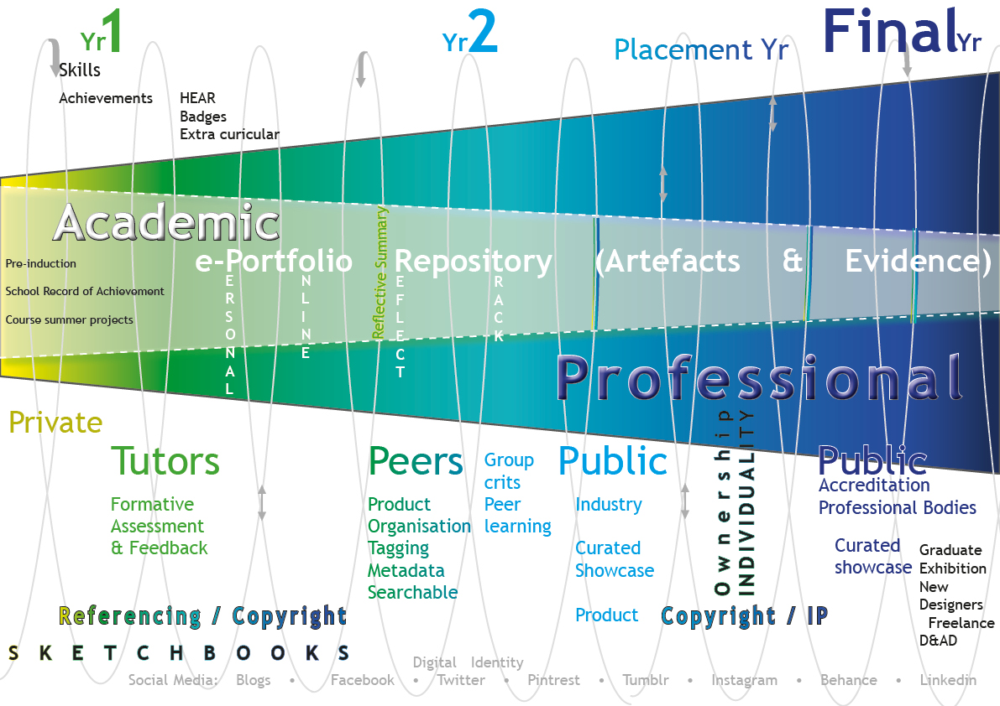 Yr1
Yr2
Placement Yr
FinalYr
Skills
Achievements
HEAR
Badges
Extra curicular
Academic
Pre-induction
School Record of Achievement
Course summer projects
e-Portfolio Repository (Artefacts & Evidence)
ERSONAL
NLINE
Reflective Summary
EFLECT
RACK
Professional
Private
Tutors
Formative
Assessment
& Feedback
Peers
Product
Organisation
Tagging
Metadata
Searchable
Group
crits
Peer
learning
Public
Industry
Curated
Showcase
Product
Ownership
INDIVIDUALITY
Public
Accreditation
Professional Bodies
Curated
showcase
Graduate
Exhibition
New
Designers
Freelance
D&AD
Referencing / Copyright
Copyright / IP
SKETCHBOOKS
Digital Identity
Social Media: Blogs • Facebook • Twitter • Pintrest • Tumblr • Instagram • Behance • Linkedin